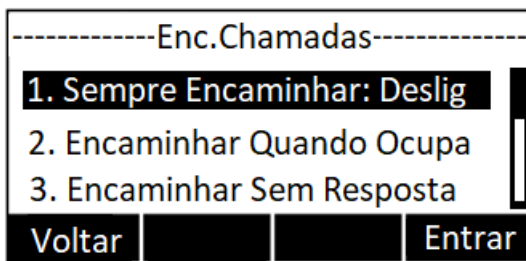 -------------Enc.Chamadas--------------
1. Sempre Encaminhar: Deslig
2. Encaminhar Quando Ocupa
3. Encaminhar Sem Resposta
Voltar Entrar